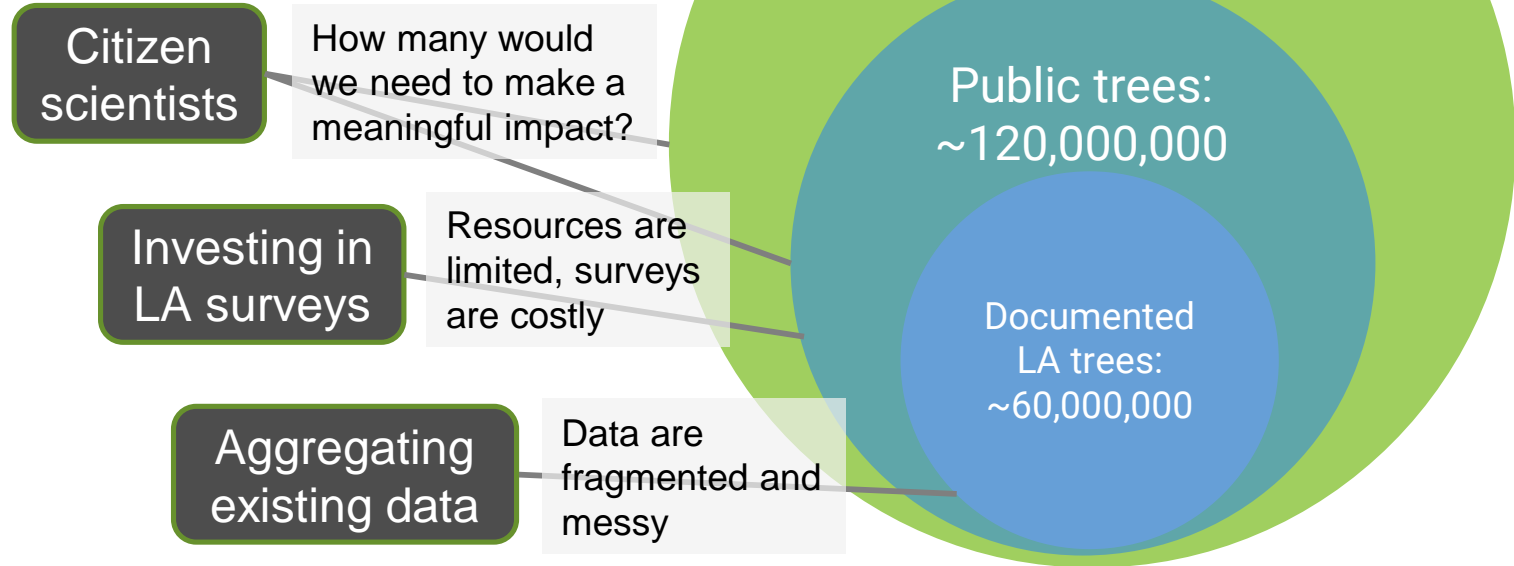 Citizen
scientists
How many would
we need to make a
meaningful impact?
Public trees:
~120,000,000
Investing in
LA surveys
Resources are
limited, surveys
are costly
Documented
LA trees:
~60,000,000
Aggregating
existing data
Data are
fragmented and
messy